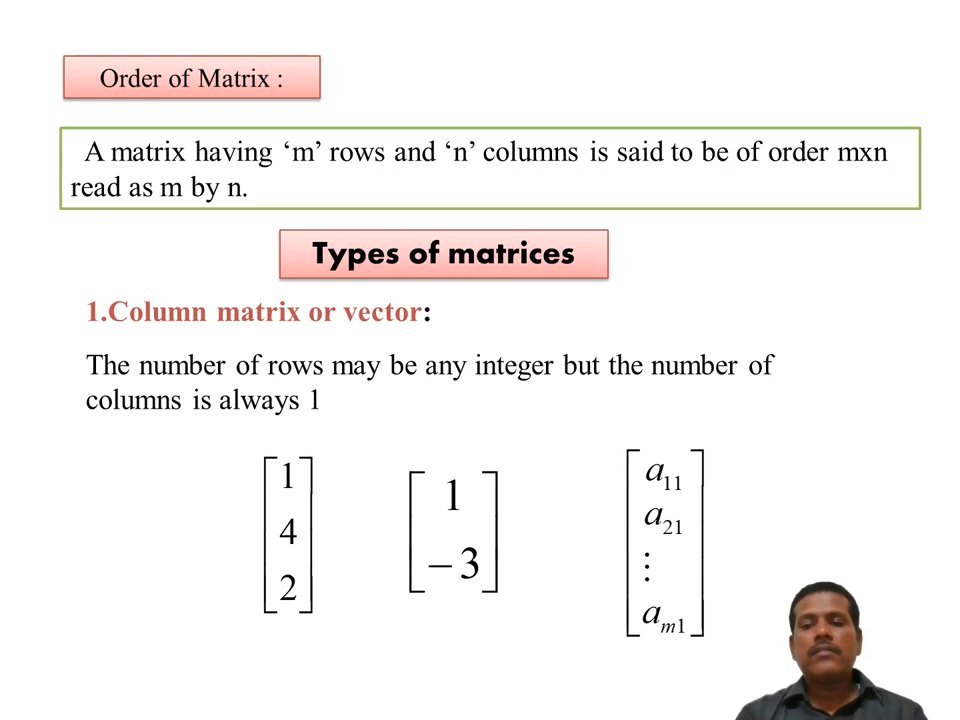 Order of Matrix :
A matrix having ‘m’ rows and ‘n’ columns is said to be of order mxn
read as m by n.
Types of matrices
1.Column matrix or vector:
The number of rows may be any integer but the number of
columns is always 1
1
4
2
1
−3
a11
a21
⋮
am1